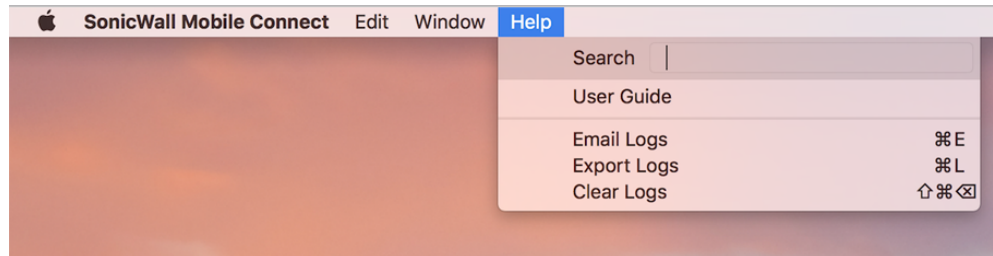 SonicWall Mobile Connect Edit Window Help
Search
User Guide
Email Logs ⌘E
Export Logs ⌘L
Clear Logs ⇧⌘⌫